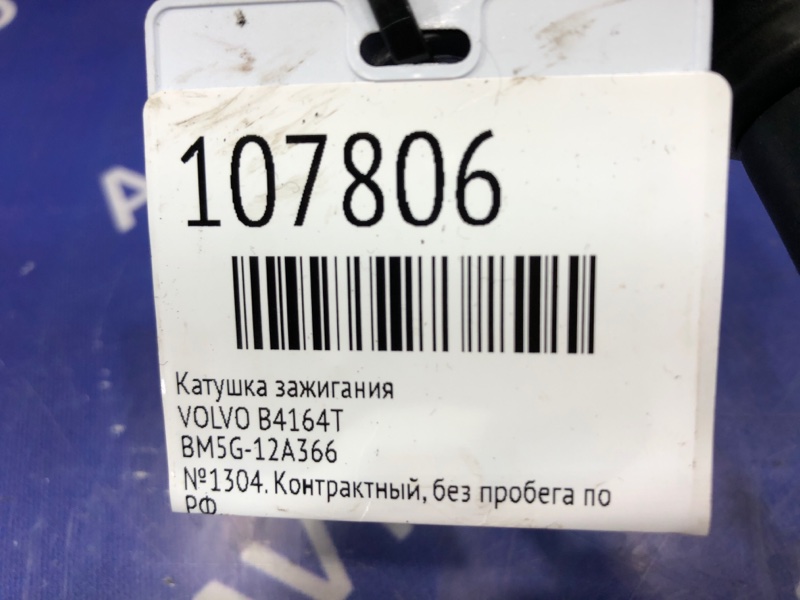 107806
Катушка зажигания
VOLVO B4164T
BM5G-12A366
№1304. Контрактный, без пробега по
РФ